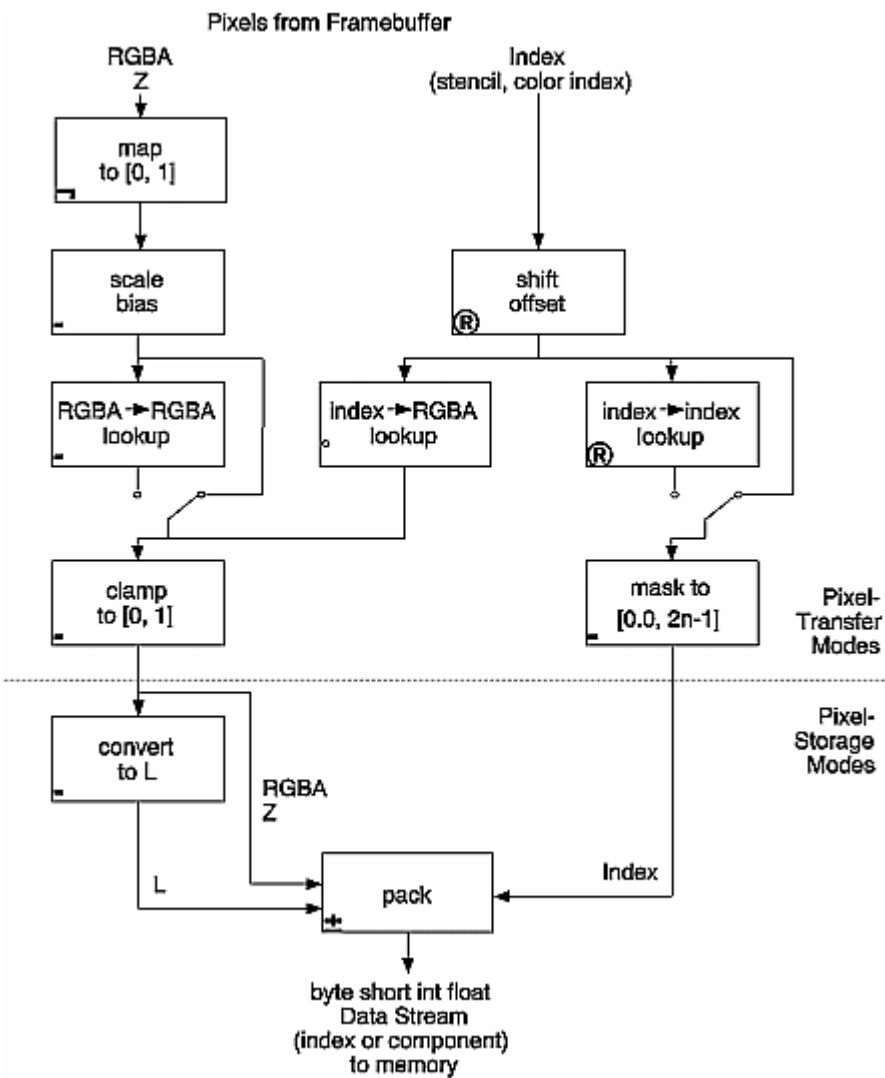 Pixels from Framebuffer
RGBA
Z
Index
(stencil, color index)
map
to [0, 1]
scale
bias
shift
offset
®
RGBA→RGBA
lookup
index→RGBA
lookup
index→index
lookup
®
clamp
to [0, 1]
mask to
[0.0, 2n-1]
Pixel-
Transfer
Modes
Pixel-
Storage
Modes
convert
to L
RGBA
Z
L
pack
Index
byte short int float
Data Stream
(index or component)
to memory